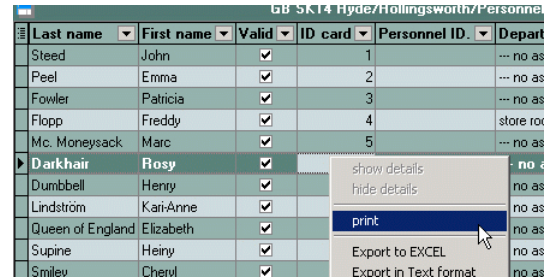 GB SKT4 Hyde/Hollingsworth/Personnel
Last name First name Valid ID card Personnel ID. Depart
Steed John 1 --- no as
Peel Emma 2 --- no as
Fowler Patricia 3 --- no as
Flopp Freddy 4 store roo
Mc. Moneysack Marc 5 --- no as
Darkhair Rosy - no a
show details
Dumbbell Henry no as
hide details
Lindström Kari-Anne no as
print
Queen of England Elizabeth no as
Supine Heiny no as
Export to EXCEL
Smiley Cheryl no as
Export in Text format